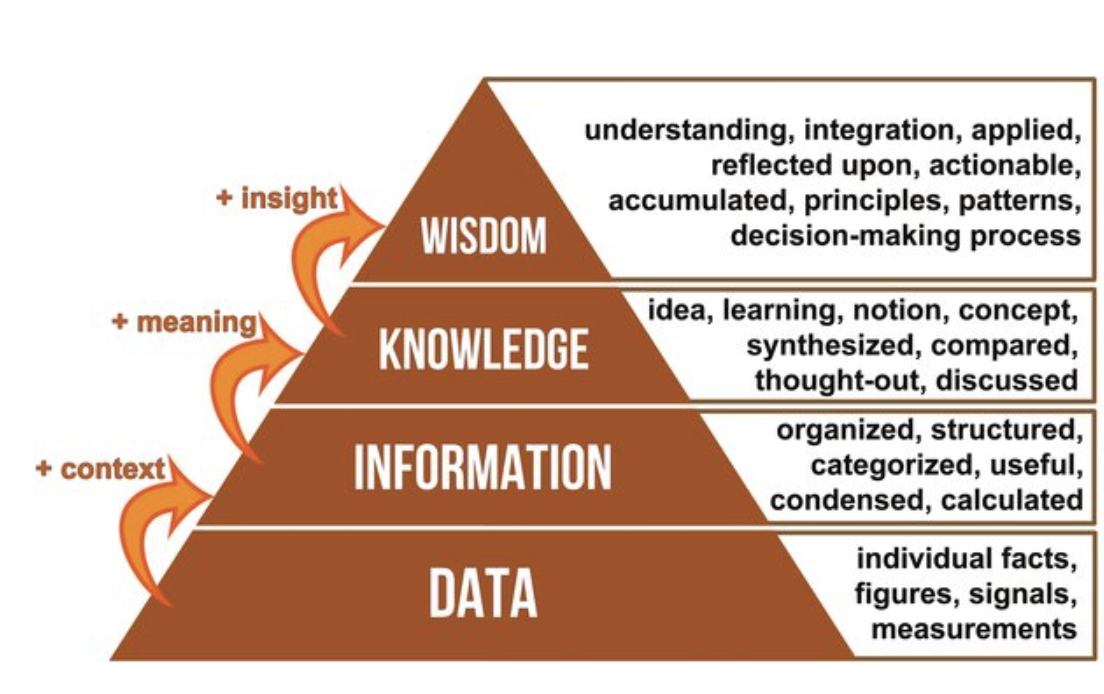 understanding, integration, applied,
reflected upon, actionable,
accumulated, principles, patterns,
decision-making process
+ insight
WISDOM
idea, learning, notion, concept,
synthesized, compared,
thought-out, discussed
+ meaning
KNOWLEDGE
organized, structured,
categorized, useful,
condensed, calculated
+ context
INFORMATION
individual facts,
figures, signals,
measurements
DATA